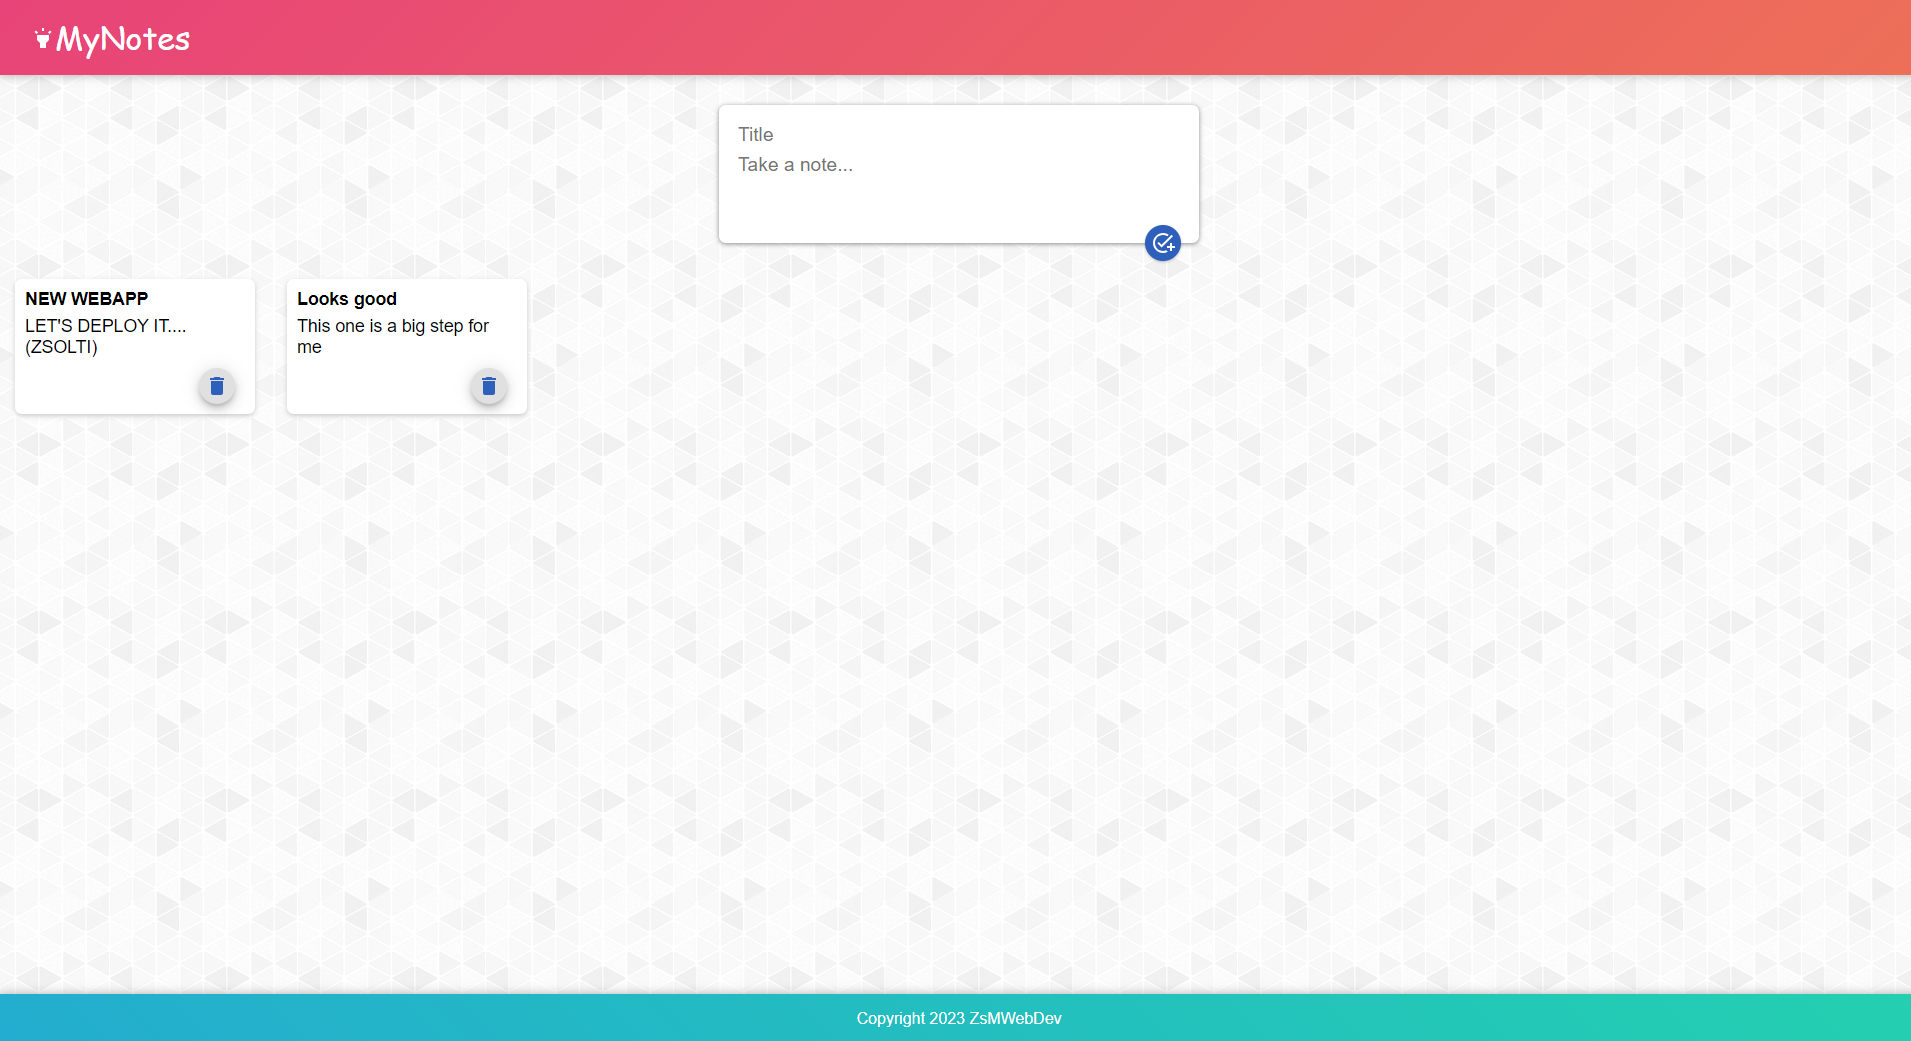 MyNotes
Title
Take a note...
NEW WEBAPP
LET'S DEPLOY IT....
(ZSOLTI)
Looks good
This one is a big step for
me
Copyright 2023 ZsMWebDev